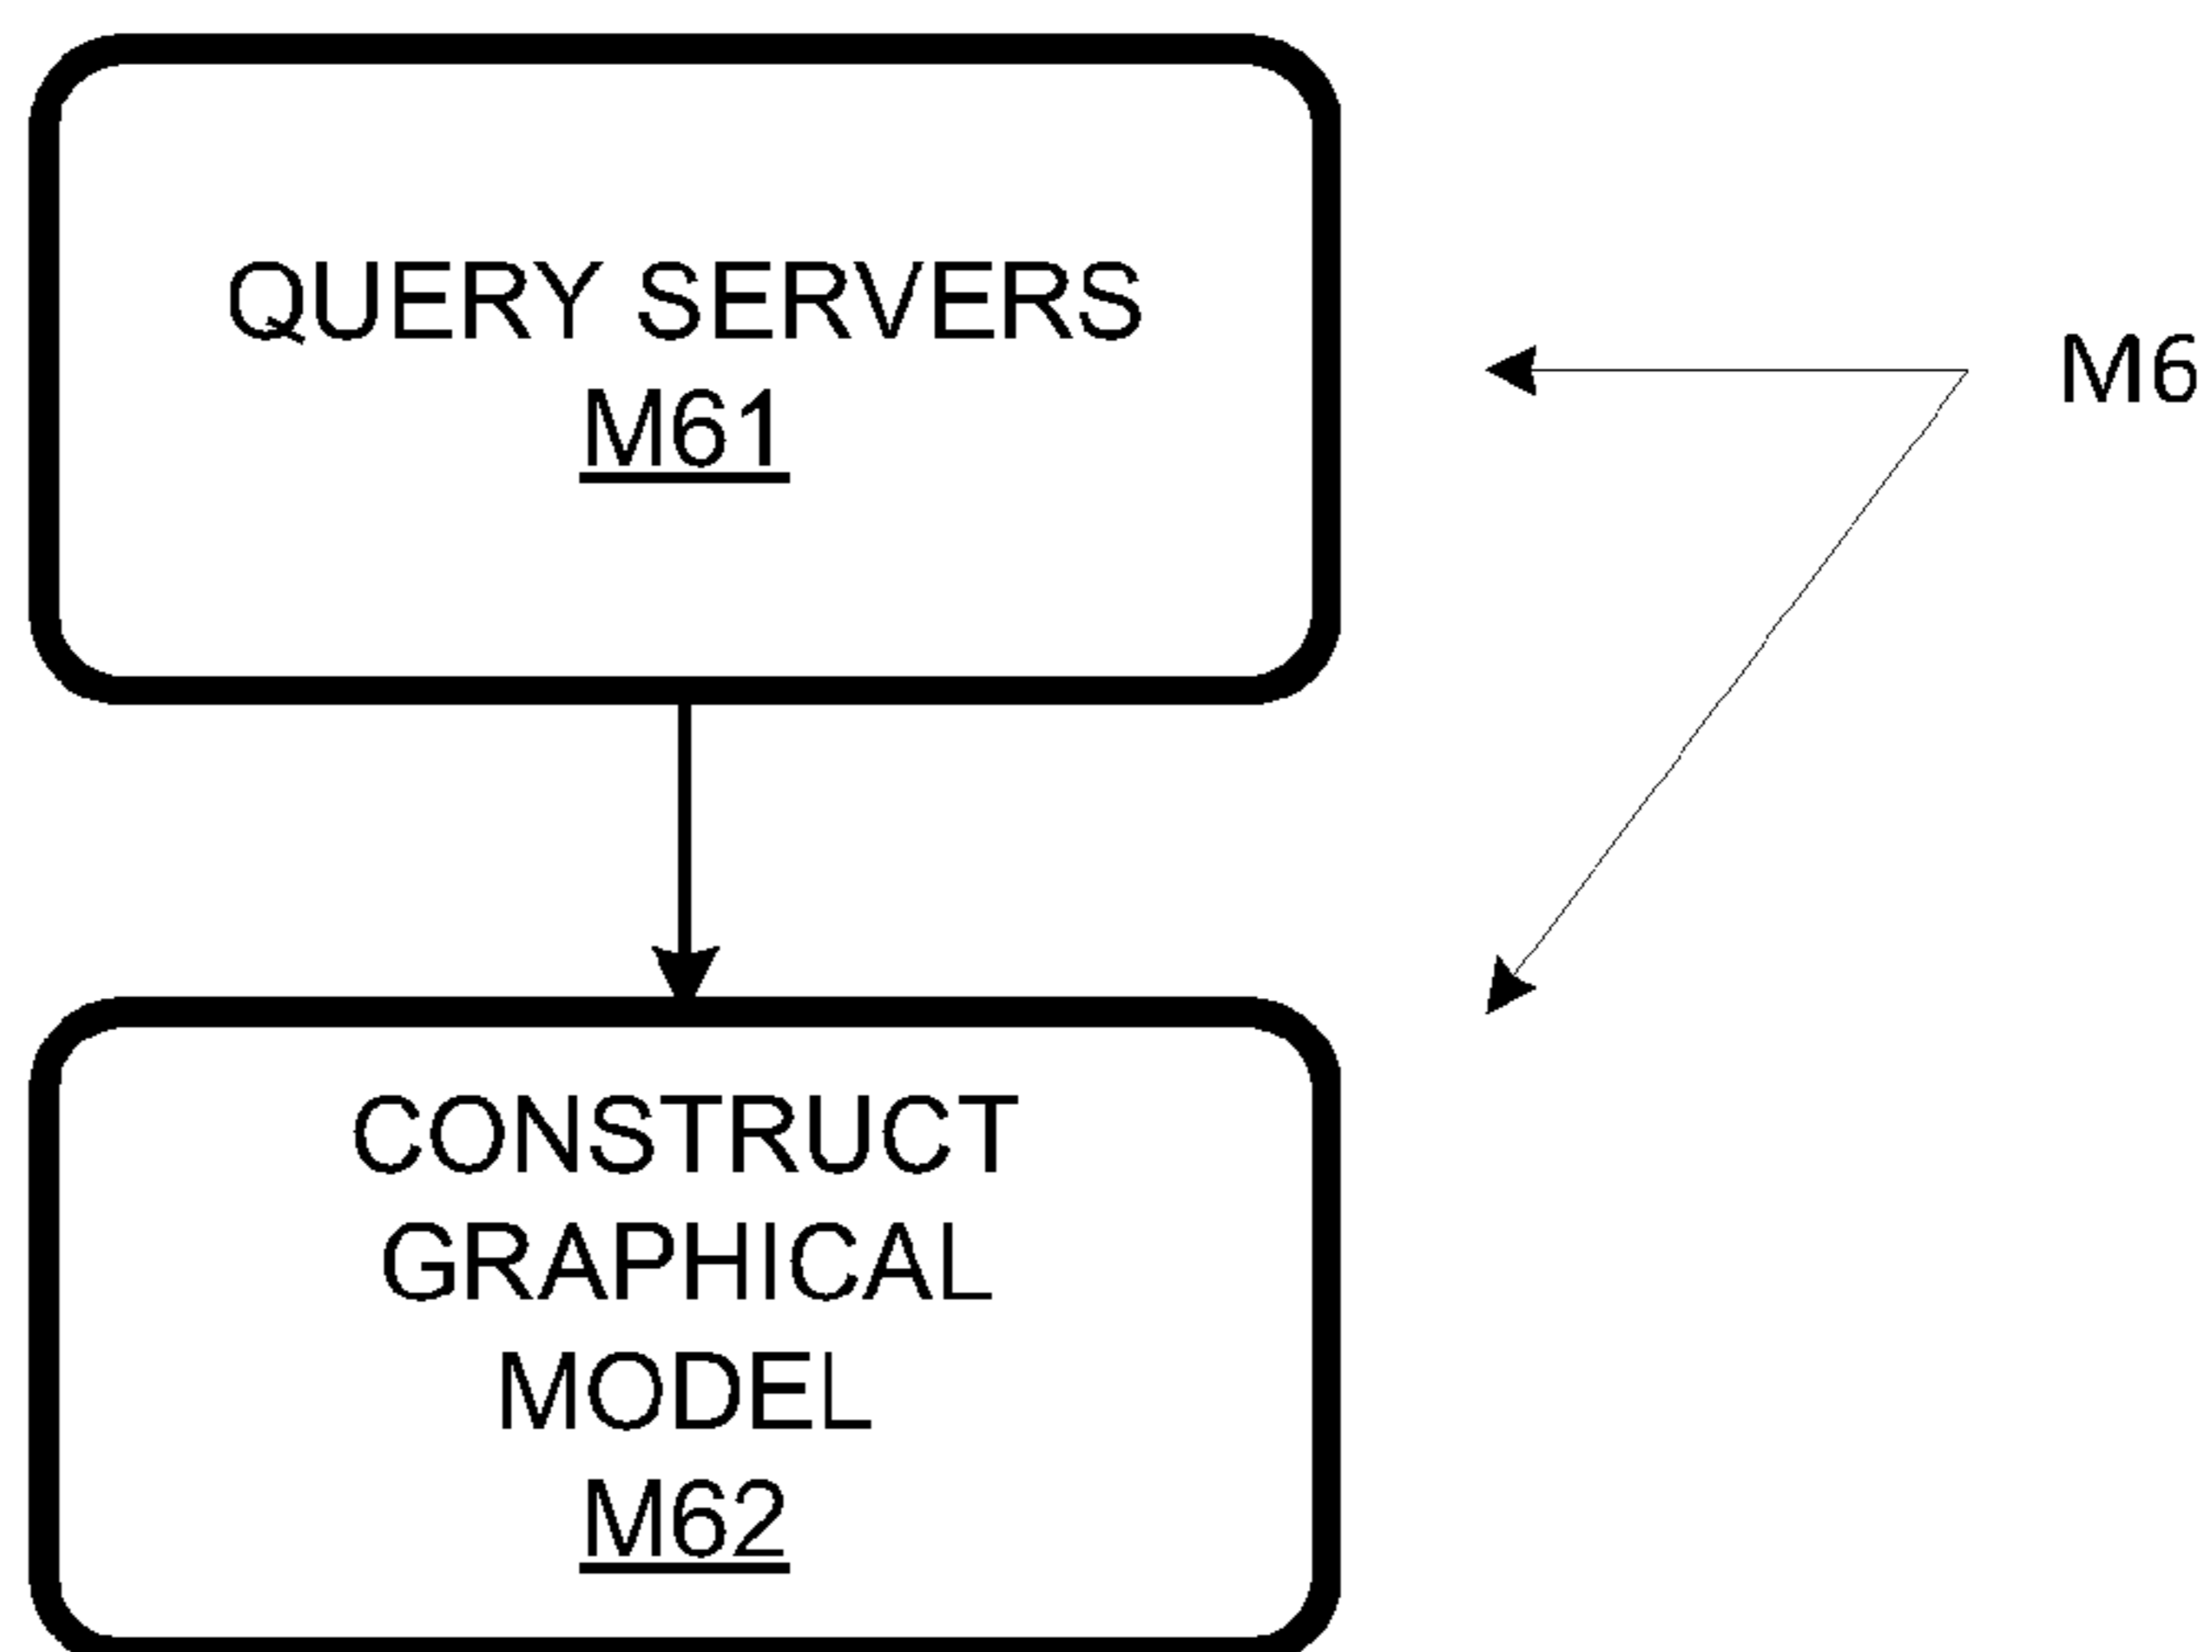 QUERY SERVERS
M61
M6
CONSTRUCT
GRAPHICAL
MODEL
M62